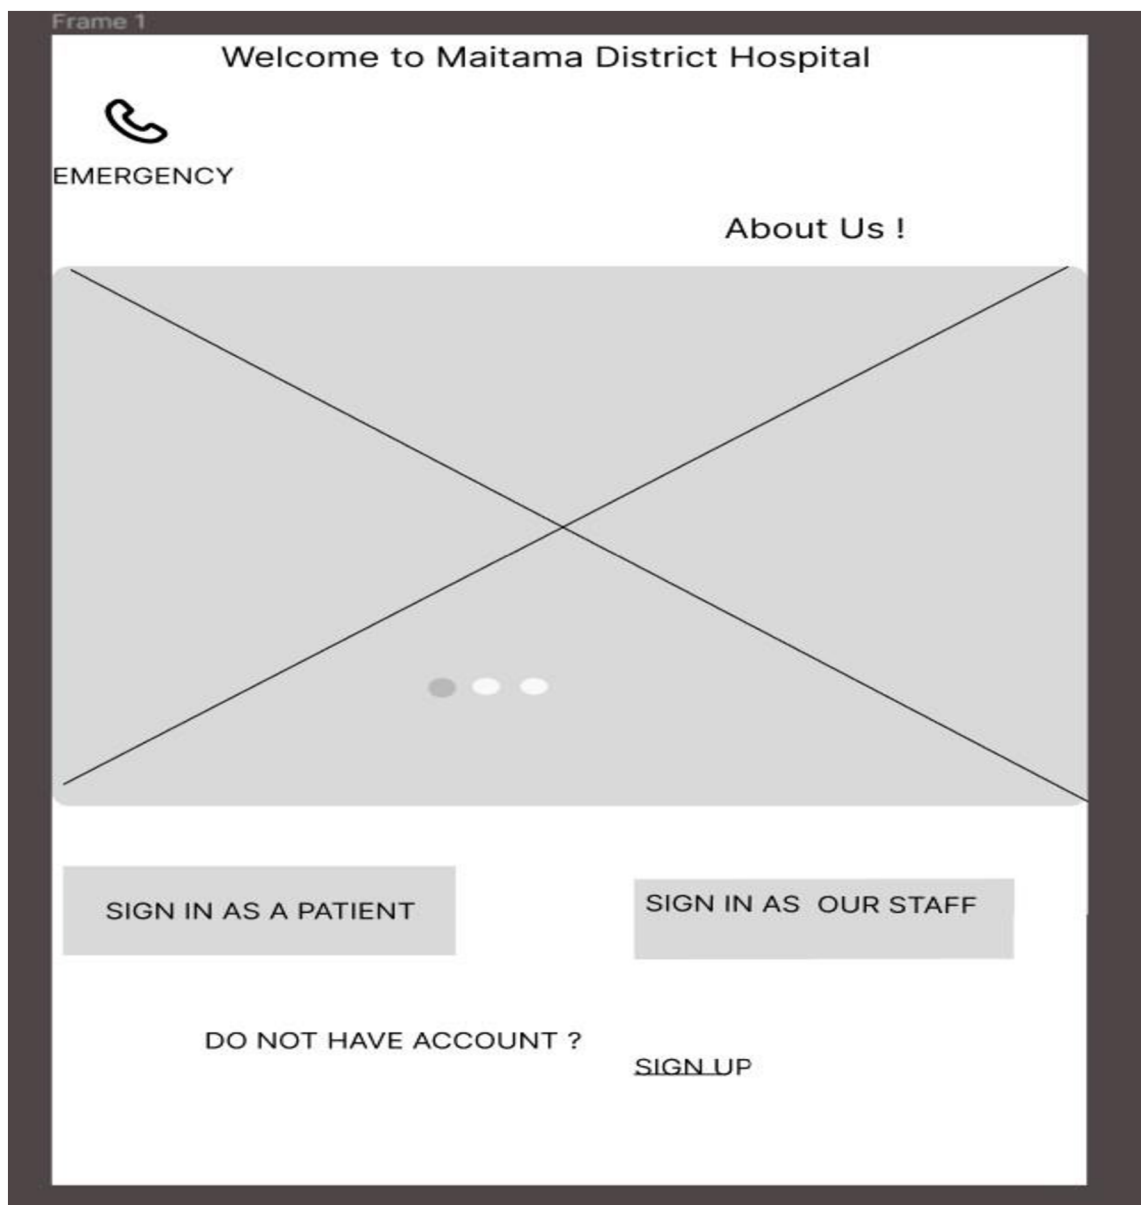 Frame 1
Welcome to Maitama District Hospital
EMERGENCY
About Us !
SIGN IN AS A PATIENT
SIGN IN AS OUR STAFF
DO NOT HAVE ACCOUNT ?
SIGN UP